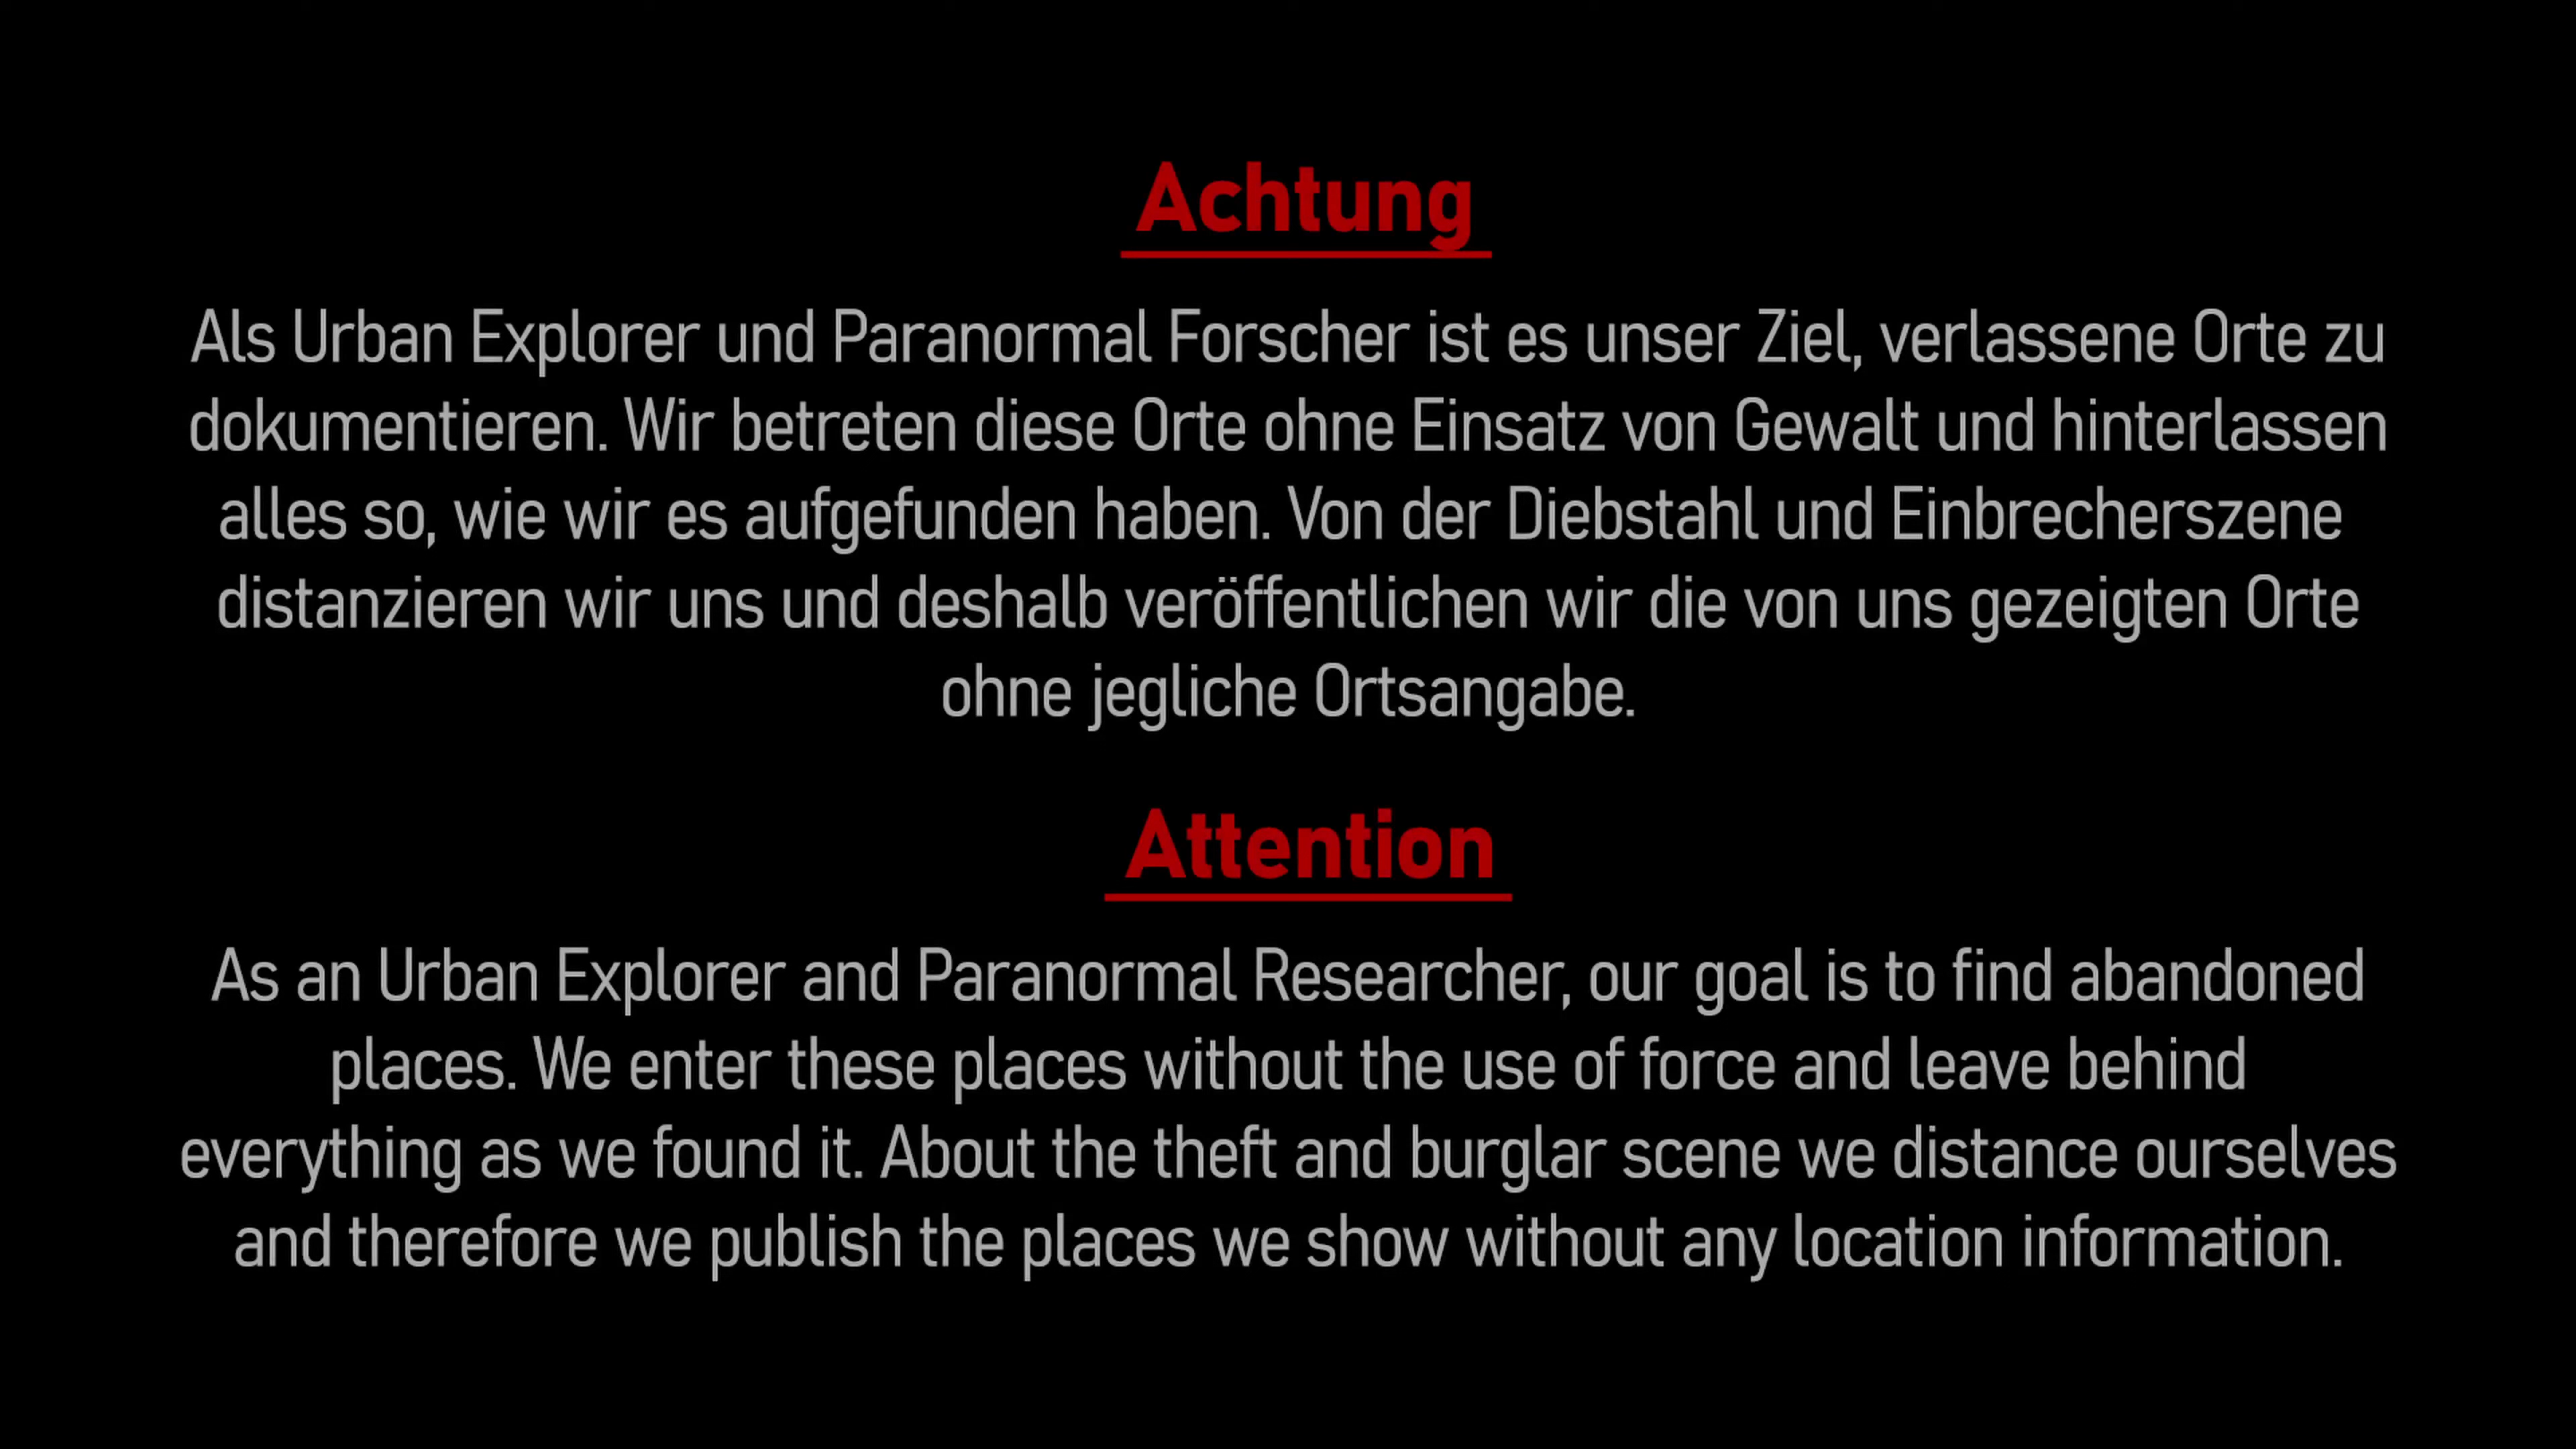 Achtung
Als Urban Explorer und Paranormal Forscher ist es unser Ziel, verlassene Orte zu
dokumentieren. Wir betreten diese Orte ohne Einsatz von Gewalt und hinterlassen
alles so, wie wir es aufgefunden haben. Von der Diebstahl und Einbrecherszene
distanzieren wir uns und deshalb veröffentlichen wir die von uns gezeigten Orte
ohne jegliche Ortsangabe.
Attention
As an Urban Explorer and Paranormal Researcher, our goal is to find abandoned
places. We enter these places without the use of force and leave behind
everything as we found it. About the theft and burglar scene we distance ourselves
and therefore we publish the places we show without any location information.